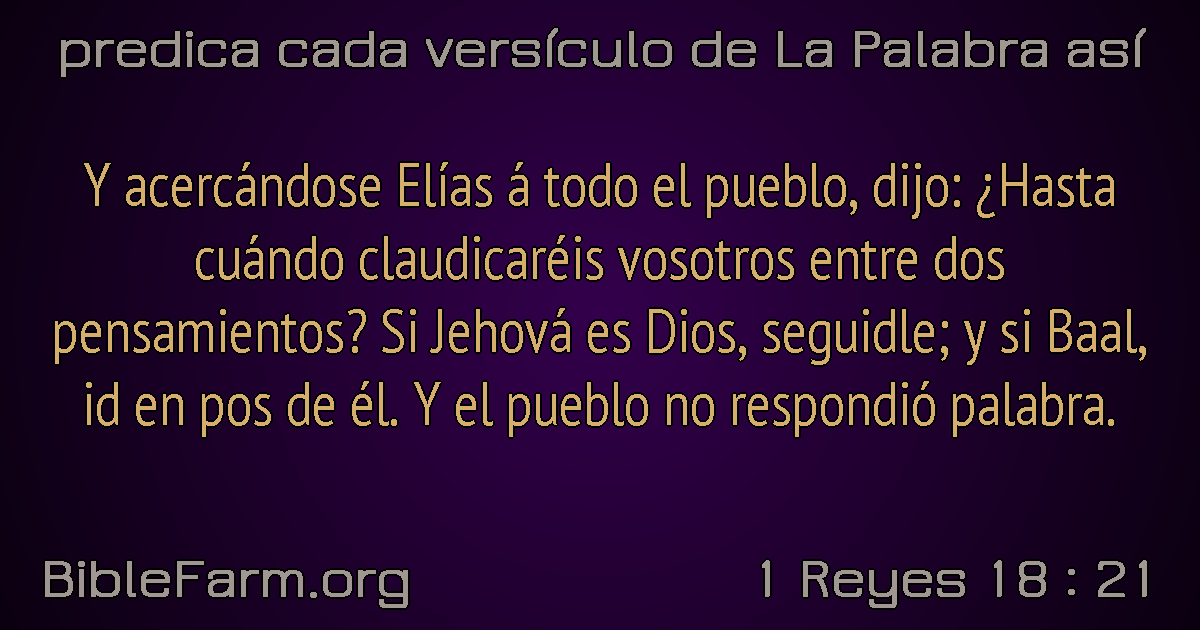 predica cada versículo de La Palabra así
Y acercándose Elías á todo el pueblo, dijo: ¿Hasta
cuándo claudicaréis vosotros entre dos
pensamientos? Si Jehová es Dios, seguidle; y si Baal,
id en pos de él. Y el pueblo no respondió palabra.
BibleFarm.org
1 Reyes 18 : 21